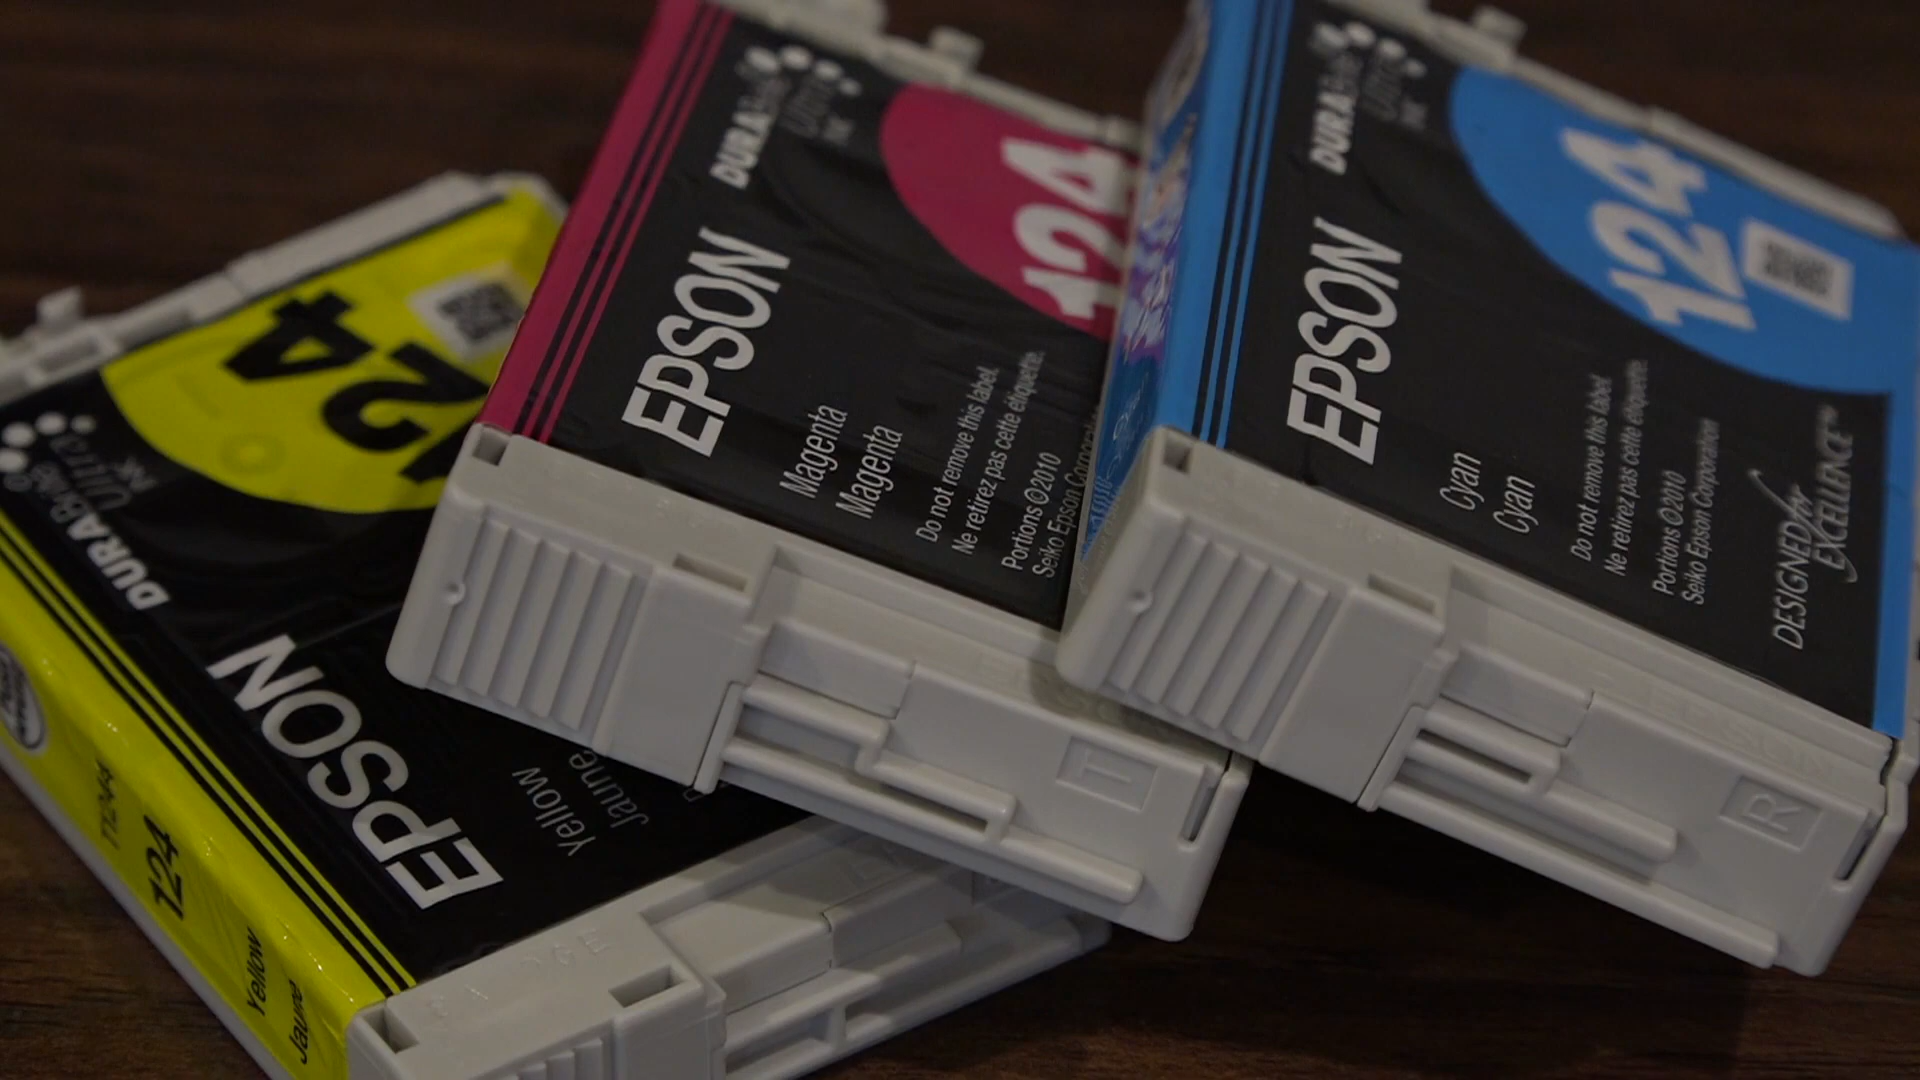 124
DURABrite
Ultra
INK
EPSON
Yellow
Jaune
124
Yellow
Jaune
DURABrite
Ultra
INK
124
EPSON
Magenta
Magenta
Do not remove this label.
Ne retirez pas cette étiquette.
Portions ©2010
Seiko Epson Corporation
T
DURABrite
Ultra
INK
124
EPSON
Cyan
Cyan
Do not remove this label.
Ne retirez pas cette étiquette.
Portions ©2010
Seiko Epson Corporation
DESIGNED for
EXCELLENCE™
EPSON
R